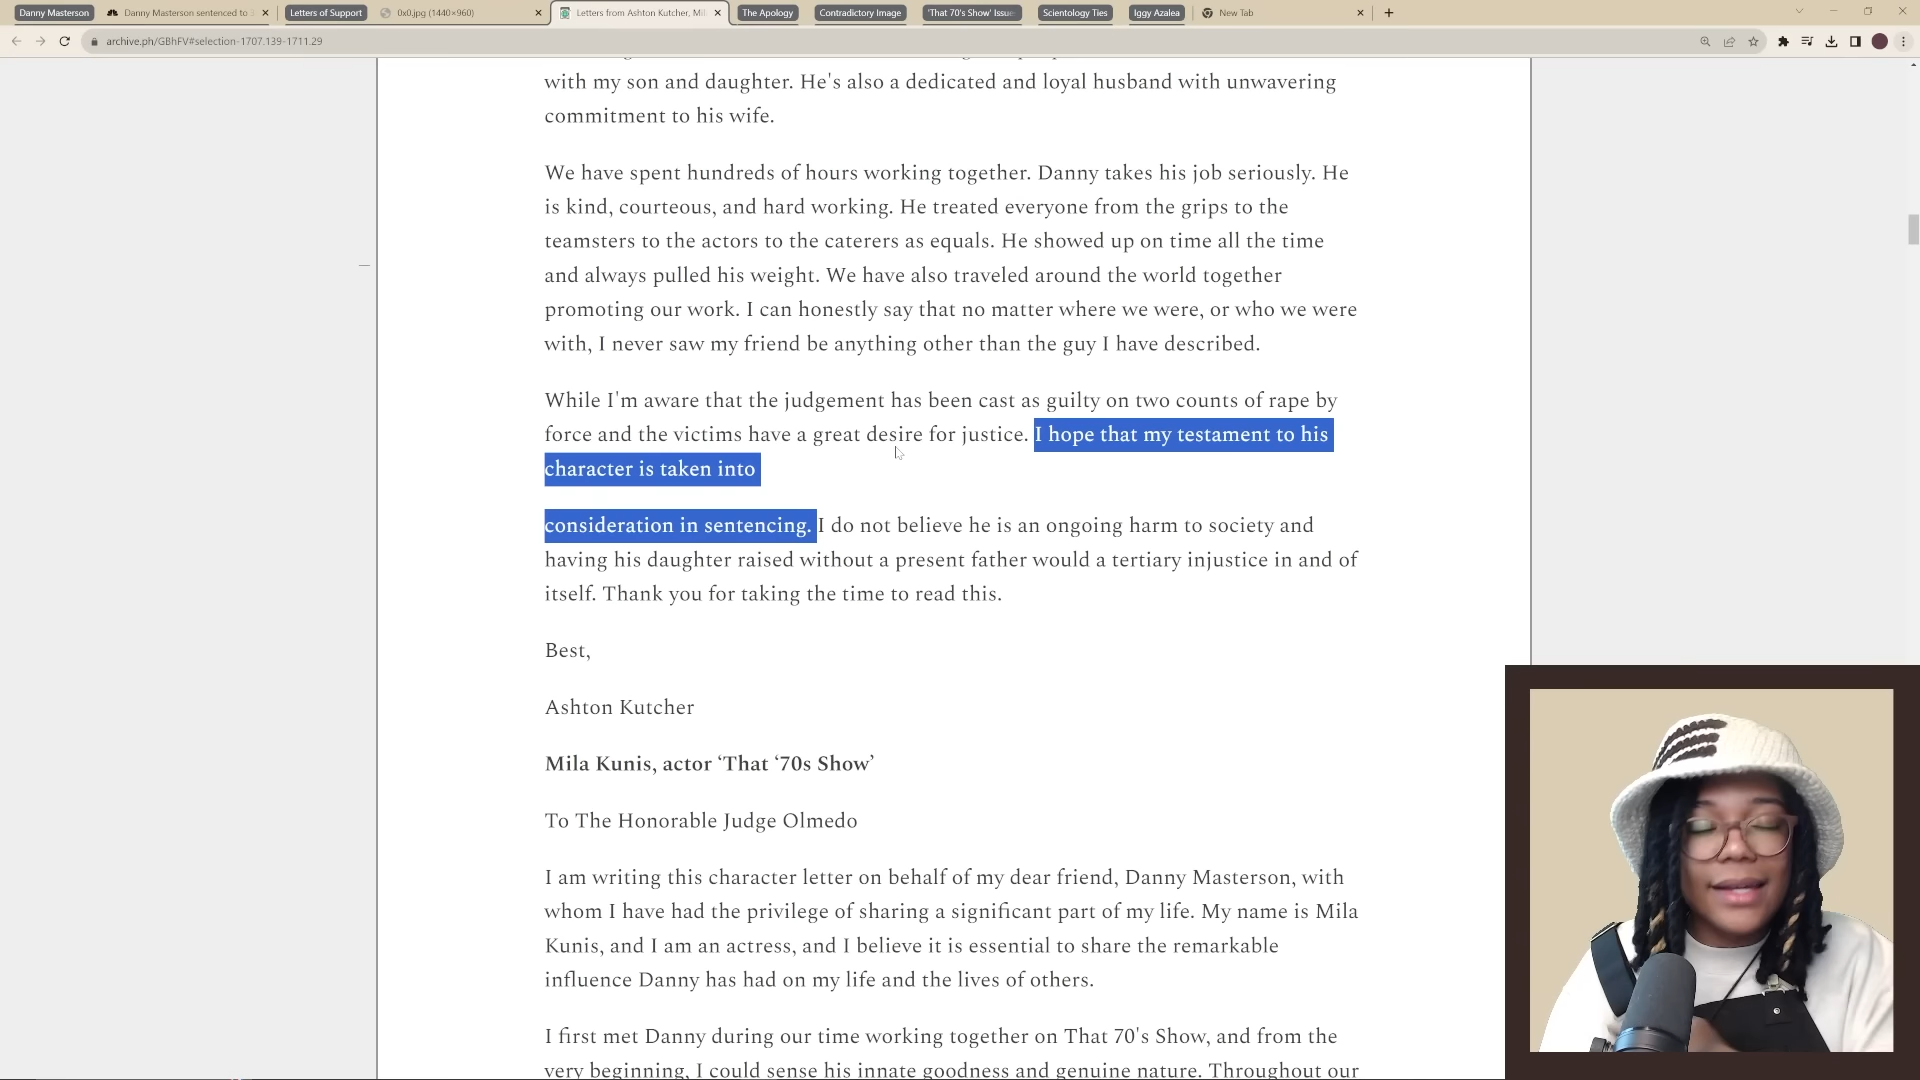 Danny Masterson
Danny Masterson sentenced to
Letters of Support
0x0.jpg (1440×960)
Letters from Ashton Kutcher, Mil
The Apology
Contradictory Image
'That 70's Show' Issue
Scientology Ties
Iggy Azalea
New Tab
archive.ph/GBhFV#selection-1707.139-1711.29
with my son and daughter. He's also a dedicated and loyal husband with unwavering
commitment to his wife.
We have spent hundreds of hours working together. Danny takes his job seriously. He
is kind, courteous, and hard working. He treated everyone from the grips to the
teamsters to the actors to the caterers as equals. He showed up on time all the time
and always pulled his weight. We have also traveled around the world together
promoting our work. I can honestly say that no matter where we were, or who we were
with, I never saw my friend be anything other than the guy I have described.
While I'm aware that the judgement has been cast as guilty on two counts of rape by
force and the victims have a great desire for justice. I hope that my testament to his
character is taken into
consideration in sentencing. I do not believe he is an ongoing harm to society and
having his daughter raised without a present father would a tertiary injustice in and of
itself. Thank you for taking the time to read this.
Best,
Ashton Kutcher
Mila Kunis, actor ‘That ‘70s Show’
To The Honorable Judge Olmedo
I am writing this character letter on behalf of my dear friend, Danny Masterson, with
whom I have had the privilege of sharing a significant part of my life. My name is Mila
Kunis, and I am an actress, and I believe it is essential to share the remarkable
influence Danny has had on my life and the lives of others.
I first met Danny during our time working together on That 70's Show, and from the
very beginning, I could sense his innate goodness and genuine nature. Throughout our